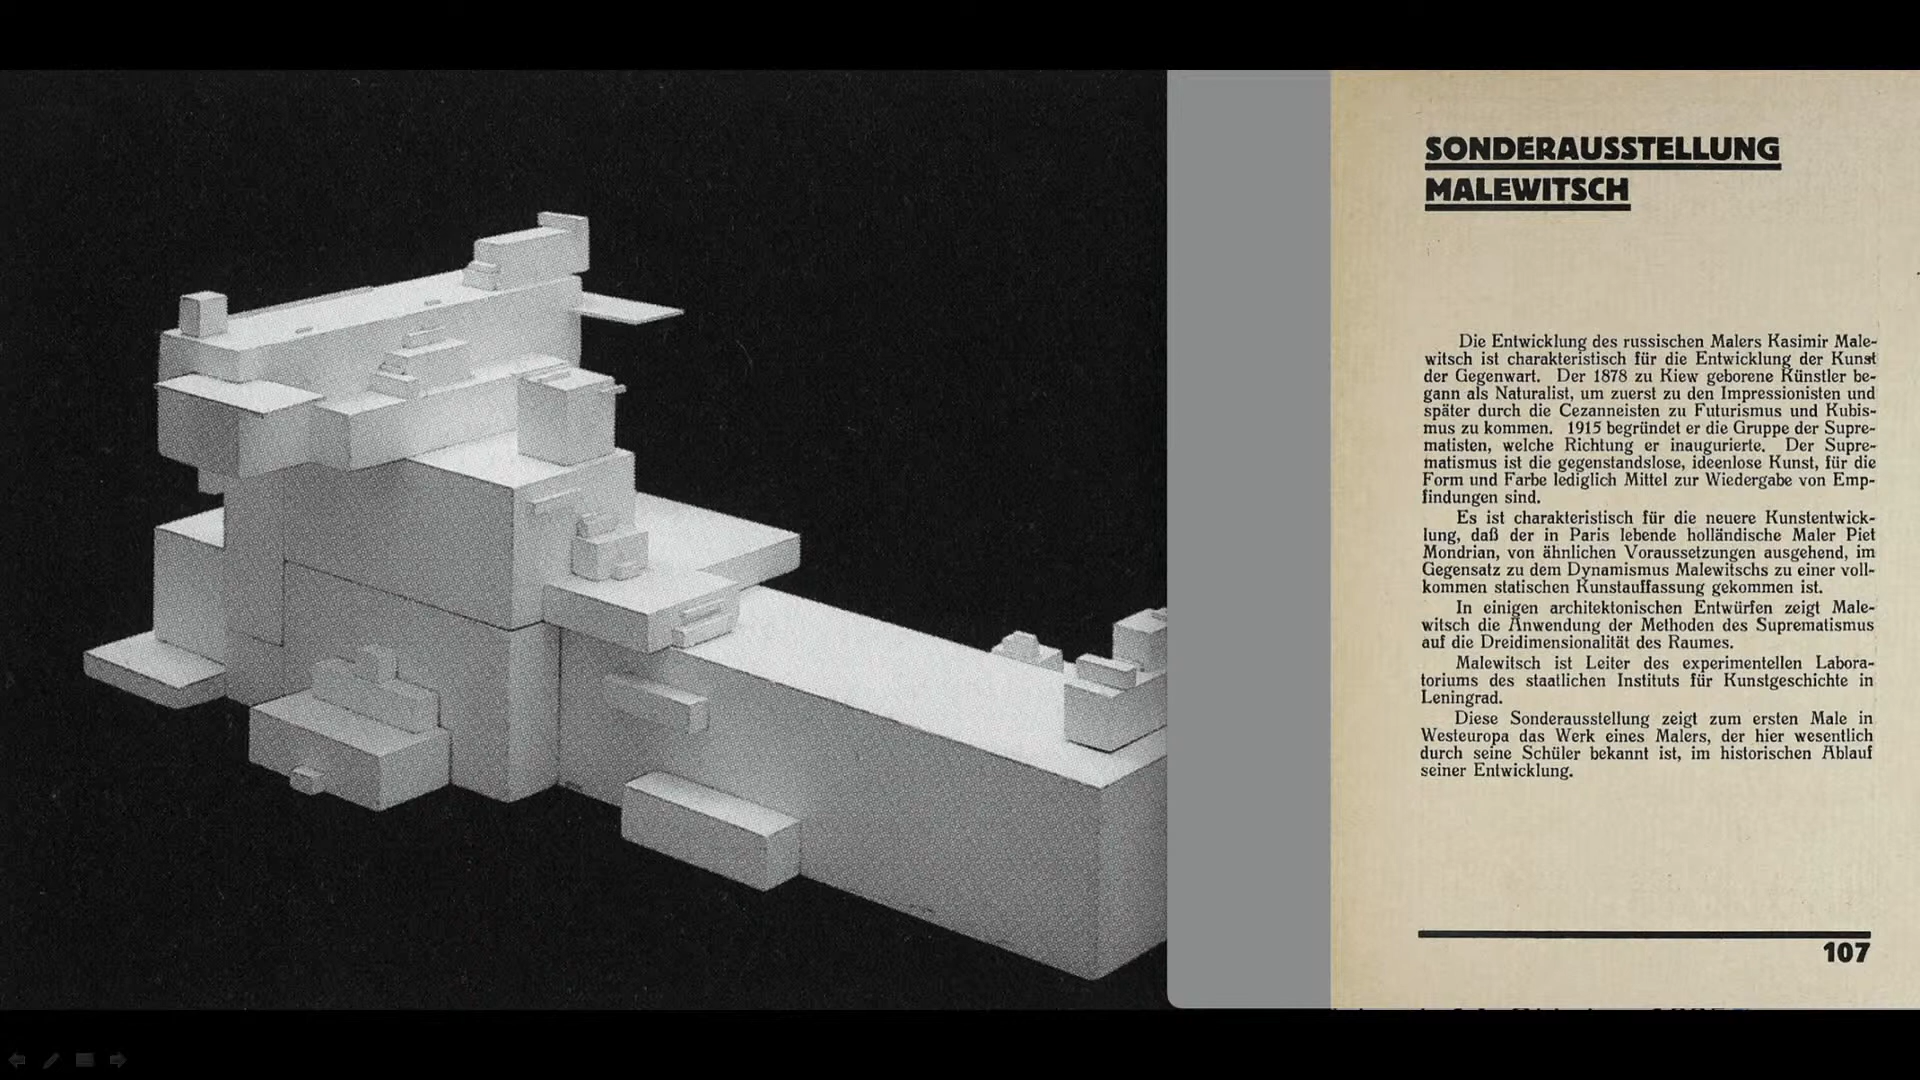 SONDERAUSSTELLUNG
MALEWITSCH
Die Entwicklung des russischen Malers Kasimir Male-
witsch ist charakteristisch für die Entwicklung der Kunst
der Gegenwart. Der 1878 zu Kiew geborene Künstler be-
gann als Naturalist, um zuerst zu den Impressionisten und
später durch die Cezanneisten zu Futurismus und Kubis-
mus zu kommen. 1915 begründet er die Gruppe der Supre-
matisten, welche Richtung er inaugurierte. Der Supre-
matismus ist die gegenstandslose, ideenlose Kunst, für die
Form und Farbe lediglich Mittel zur Wiedergabe von Emp-
findungen sind.
Es ist charakteristisch für die neuere Kunstentwick-
lung, daß der in Paris lebende holländische Maler Piet
Mondrian, von ähnlichen Voraussetzungen ausgehend, im
Gegensatz zu dem Dynamismus Malewitschs zu einer voll-
kommen statischen Kunstauffassung gekommen ist.
In einigen architektonischen Entwürfen zeigt Male-
witsch die Anwendung der Methoden des Suprematismus
auf die Dreidimensionalität des Raumes.
Malewitsch ist Leiter des experimentellen Labora-
toriums des staatlichen Instituts für Kunstgeschichte in
Leningrad.
Diese Sonderausstellung zeigt zum ersten Male in
Westeuropa das Werk eines Malers, der hier wesentlich
durch seine Schüler bekannt ist, im historischen Ablauf
seiner Entwicklung.
107